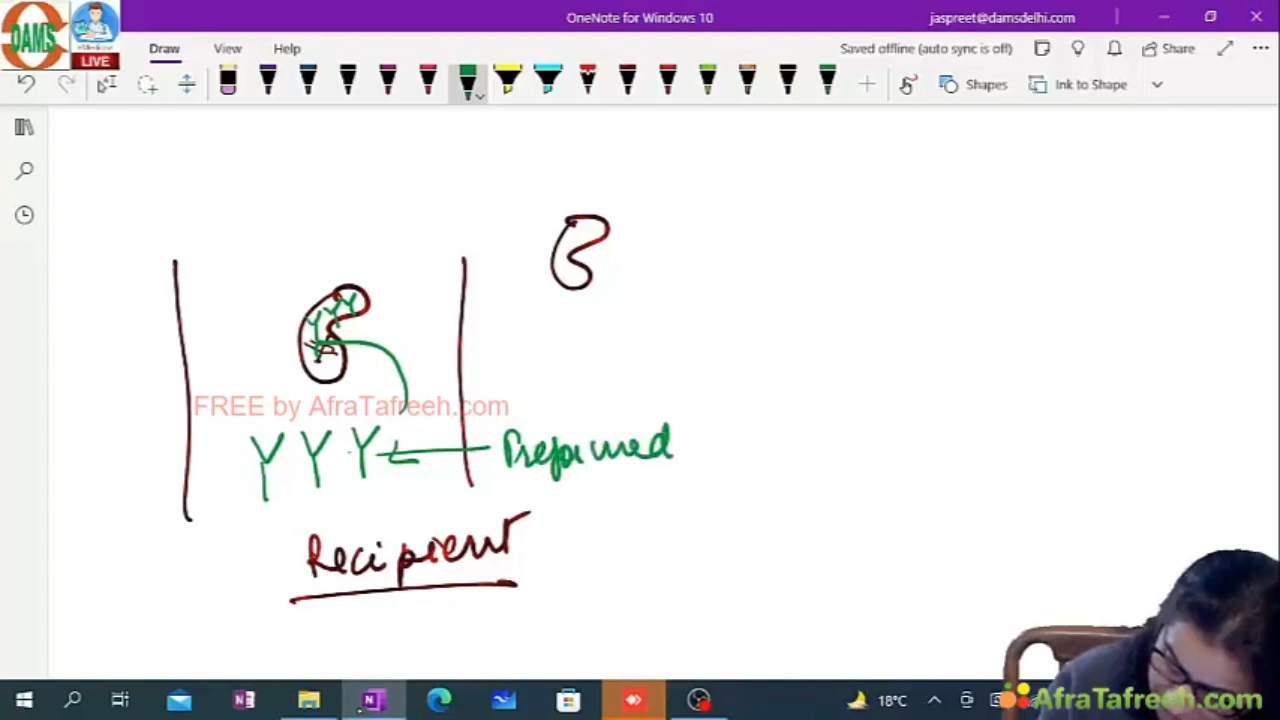 OneNote for Windows 10
jaspreet@damsdelhi.com
DAMS
LIVE
Draw View Help
Saved offline (auto sync is off)
Share
Shapes
Ink to Shape
FREE by AfraTafreeh.com
YYY
Preformed
Recipient
18°C
AfraTafreeh.com